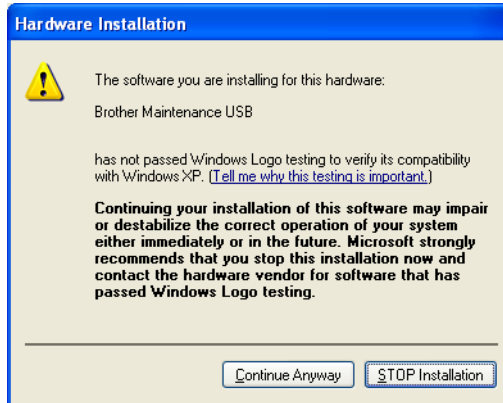 Hardware Installation
The software you are installing for this hardware:
Brother Maintenance USB
has not passed Windows Logo testing to verify its compatibility
with Windows XP. (Tell me why this testing is important.)
Continuing your installation of this software may impair
or destabilize the correct operation of your system
either immediately or in the future. Microsoft strongly
recommends that you stop this installation now and
contact the hardware vendor for software that has
passed Windows Logo testing.
Continue Anyway STOP Installation